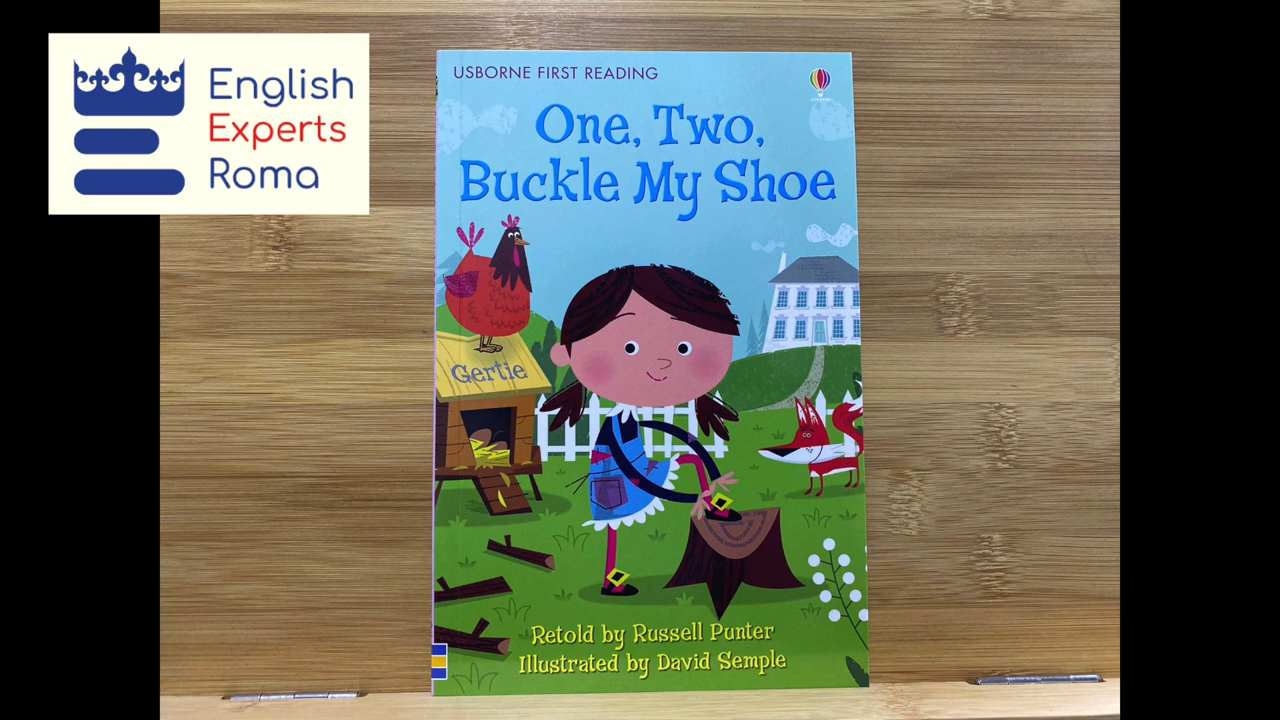 English
Experts
Roma
USBORNE FIRST READING
One, Two,
Buckle My Shoe
Gertie
Retold by Russell Punter
Illustrated by David Semple